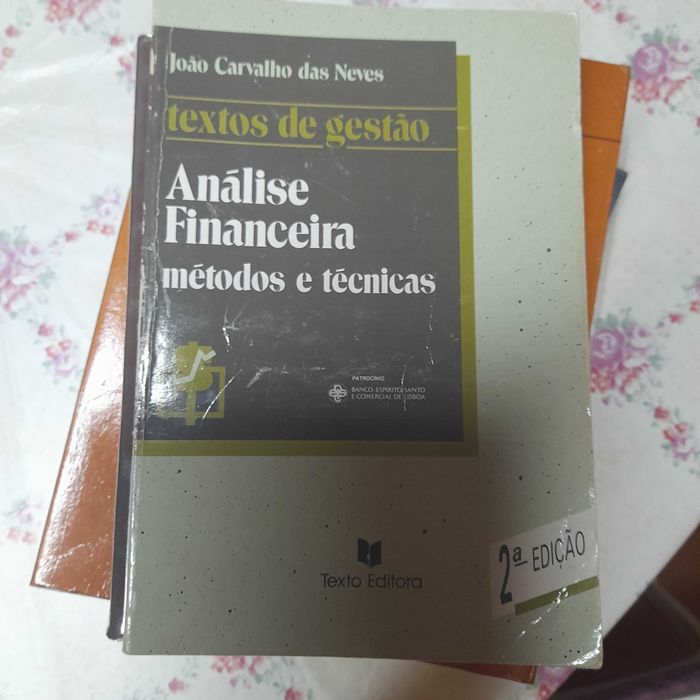 João Carvalho das Neves
textos de gestão
Análise
Financeira
métodos e técnicas
PATROCÍNIO
BANCO ESPIRITO SANTO
E COMERCIAL DE LISBOA
2ª EDIÇÃO
Texto Editora